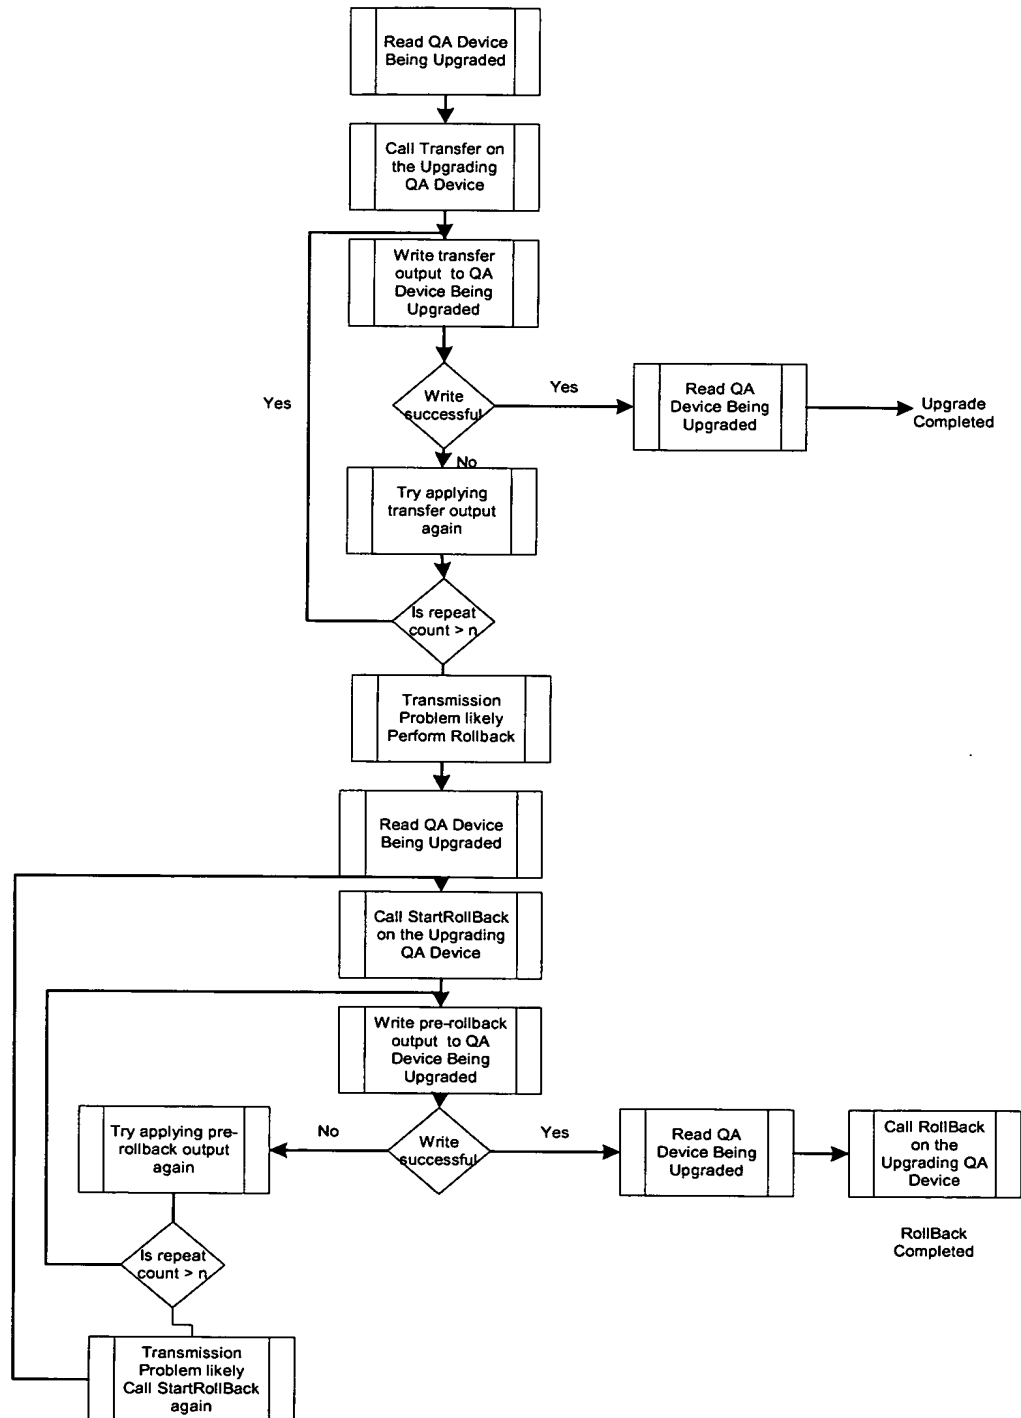 Read QA Device
Being Upgraded
Call Transfer on
the Upgrading
QA Device
Write transfer
output to QA
Device Being
Upgraded
Yes
Write
successful
Yes
Read QA
Device Being
Upgraded
Upgrade
Completed
No
Try applying
transfer output
again
Is repeat
count > n
Transmission
Problem likely
Perform Rollback
Read QA Device
Being Upgraded
Call StartRollBack
on the Upgrading
QA Device
Write pre-rollback
output to QA
Device Being
Upgraded
Try applying pre-
rollback output
again
No
Write
successful
Yes
Read QA
Device Being
Upgraded
Call RollBack
on the
Upgrading QA
Device
RollBack
Completed
Is repeat
count > n
Transmission
Problem likely
Call StartRollBack
again